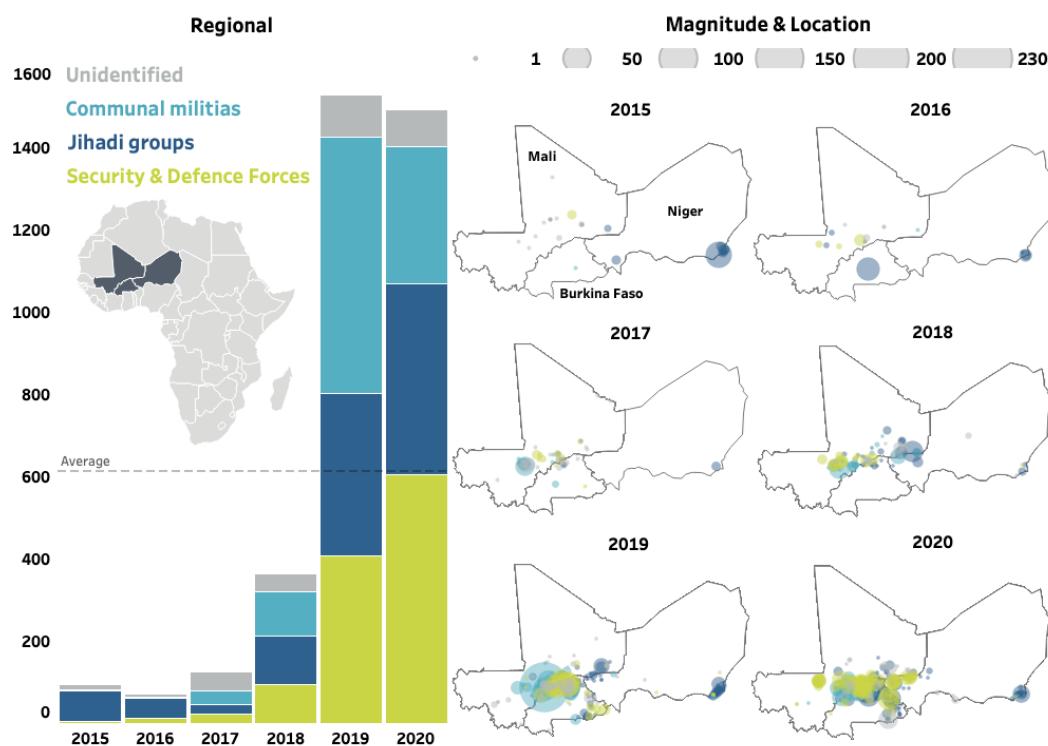 Regional
Unidentified
Communal militias
Jihadi groups
Security & Defence Forces
1600
1400
1200
1000
800
Average
600
400
200
0
2015 2016 2017 2018 2019 2020
Magnitude & Location
1 50 100 150 200 230
2015
Mali
Niger
Burkina Faso
2016
2017
2018
2019
2020